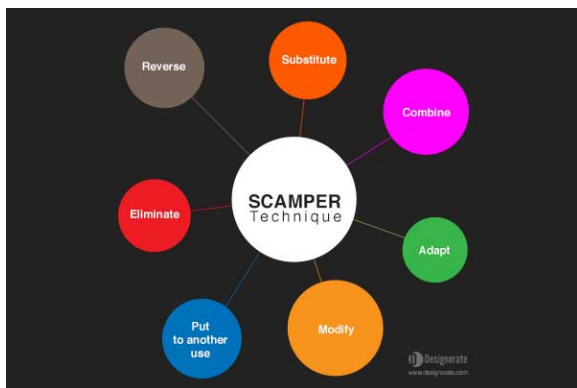 SCAMPER
Technique
Substitute
Combine
Adapt
Modify
Put
to another
use
Eliminate
Reverse
Designorate
www.designorate.com